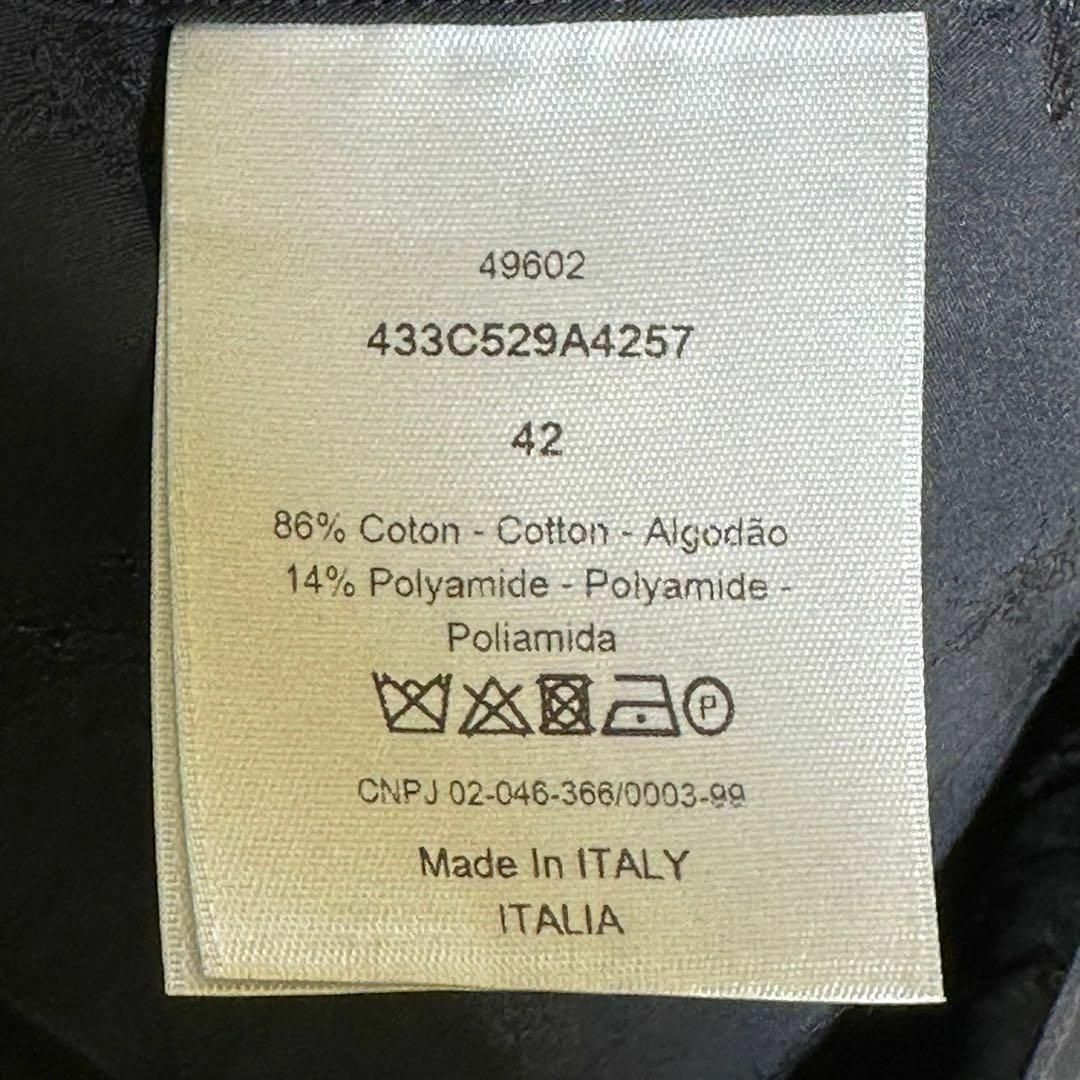 49602
433C529A4257
42
86% Coton - Cotton - Algodão
14% Polyamide - Polyamide -
Poliamida
P
CNPJ 02-046-366/0003-99
Made In ITALY
ITALIA